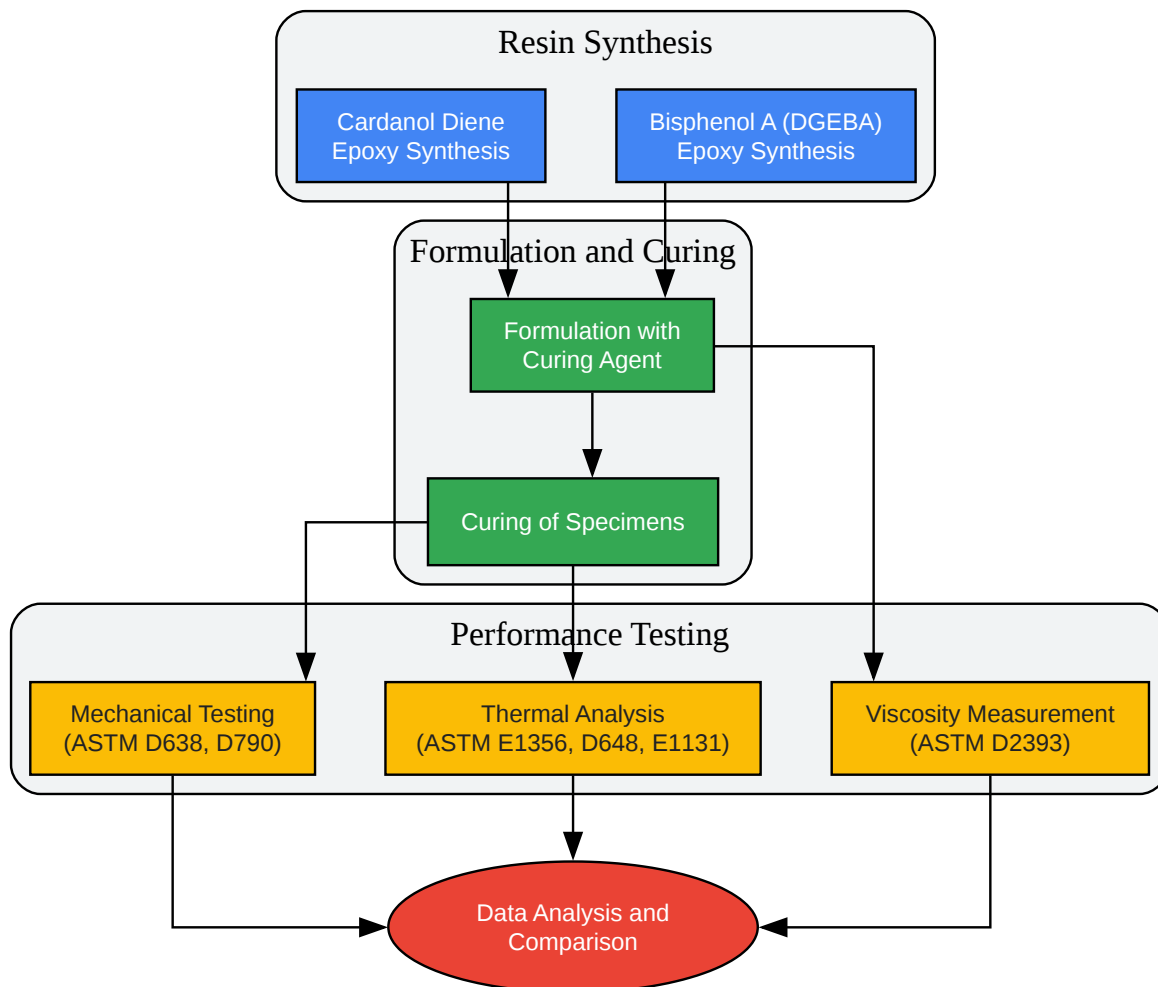 Resin Synthesis
Cardanol Diene
Epoxy Synthesis
Bisphenol A (DGEBA)
Epoxy Synthesis
Formulation and Curing
Formulation with
Curing Agent
Curing of Specimens
Performance Testing
Mechanical Testing
(ASTM D638, D790)
Thermal Analysis
(ASTM E1356, D648, E1131)
Viscosity Measurement
(ASTM D2393)
Data Analysis and
Comparison